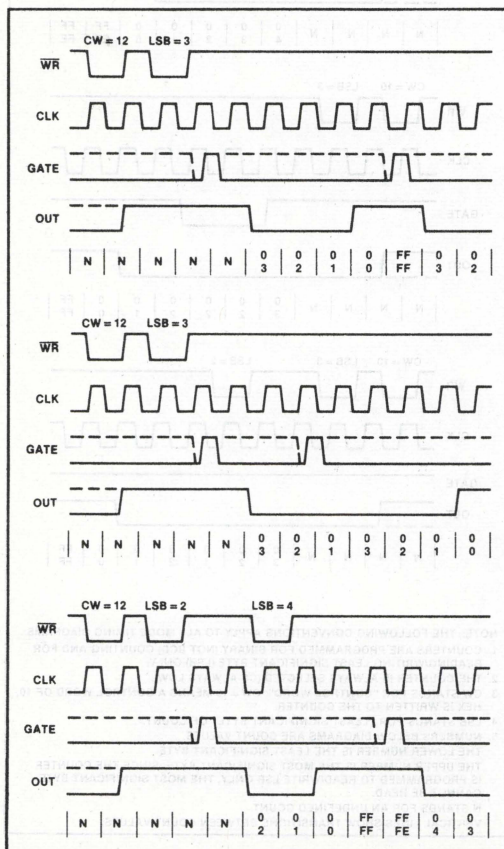 CW = 12 LSB = 3
WR
CLK
GATE
OUT
N N N N N 0 0 0 0 FF 0 0
3 2 1 0 FF 3 2
CW = 12 LSB = 3
WR
CLK
GATE
OUT
N N N N N 0 0 0 0 0 0 0
3 2 1 3 2 1 0
CW = 12 LSB = 2 LSB = 4
WR
CLK
GATE
OUT
N N N N N 0 0 0 FF FF 0 0
2 1 0 FF FE 4 3